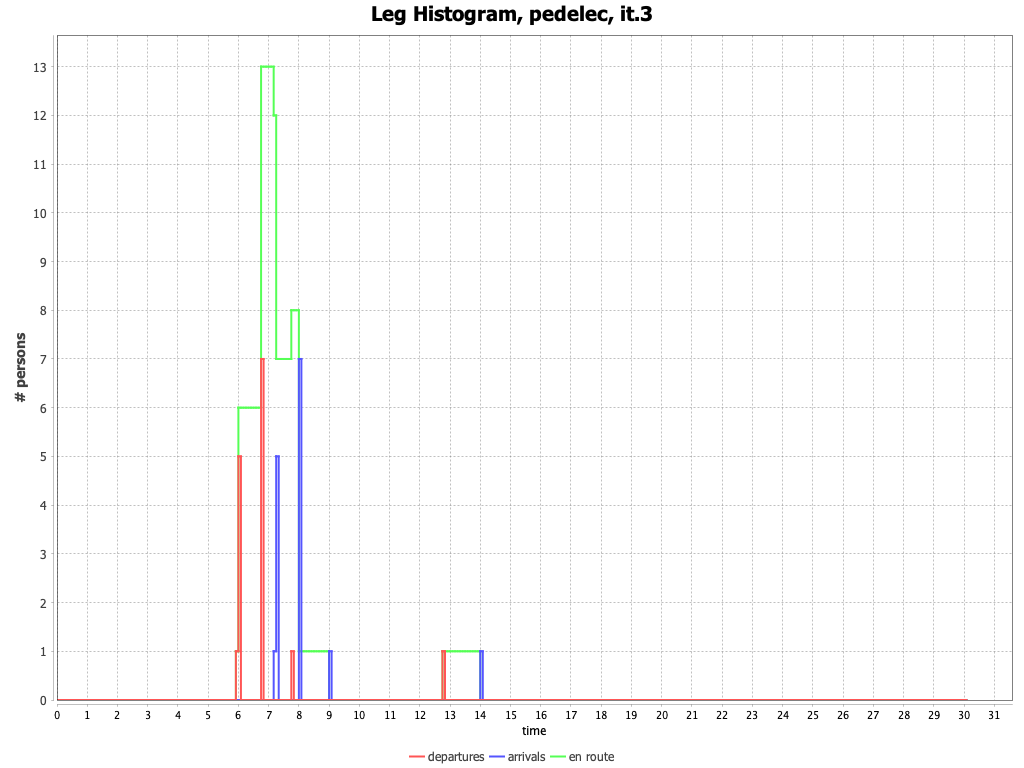 Leg Histogram, pedelec, it.3
# persons
13
12
11
10
9
8
7
6
5
4
3
2
1
0
0 1 2 3 4 5 6 7 8 9 10 11 12 13 14 15 16 17 18 19 20 21 22 23 24 25 26 27 28 29 30 31
time
departures arrivals en route